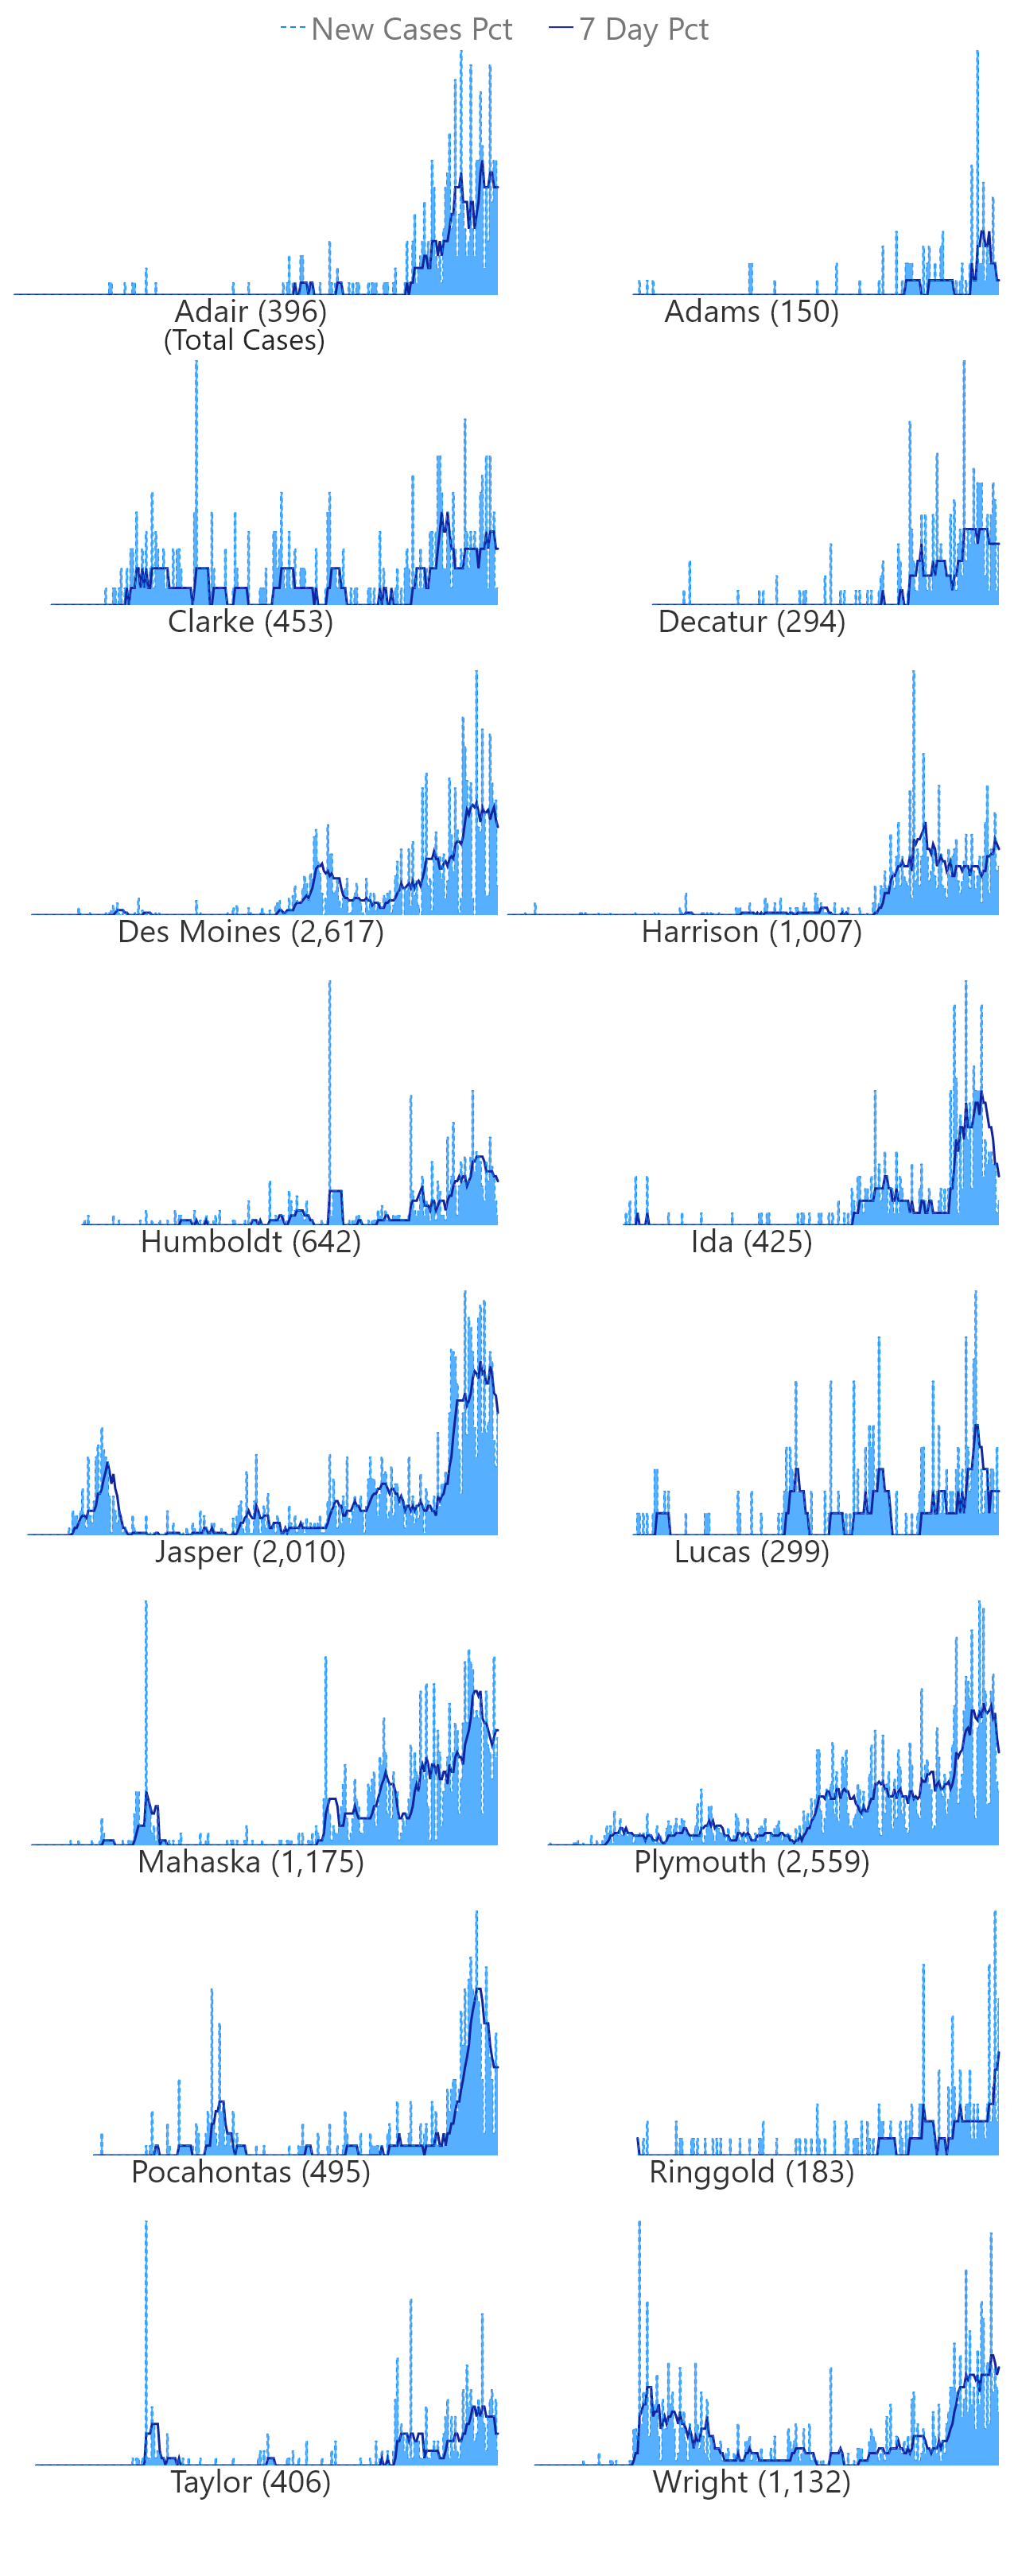 New Cases Pct 7 Day Pct
Adair (396) Adams (150)
(Total Cases)
Clarke (453) Decatur (294)
Des Moines (2,617) Harrison (1,007)
Humboldt (642) Ida (425)
Jasper (2,010) Lucas (299)
Mahaska (1,175) Plymouth (2,559)
Pocahontas (495) Ringgold (183)
Taylor (406) Wright (1,132)